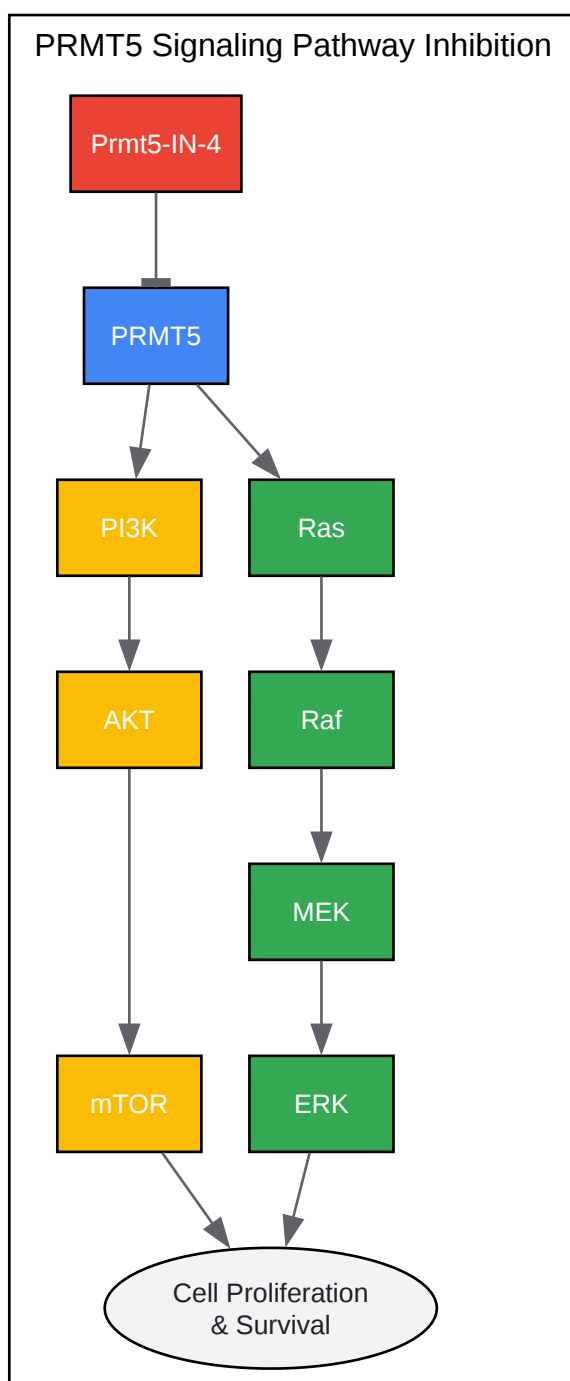 PRMT5 Signaling Pathway Inhibition
Prmt5-IN-4
PRMT5
PI3K
Ras
AKT
Raf
MEK
mTOR
ERK
Cell Proliferation
& Survival